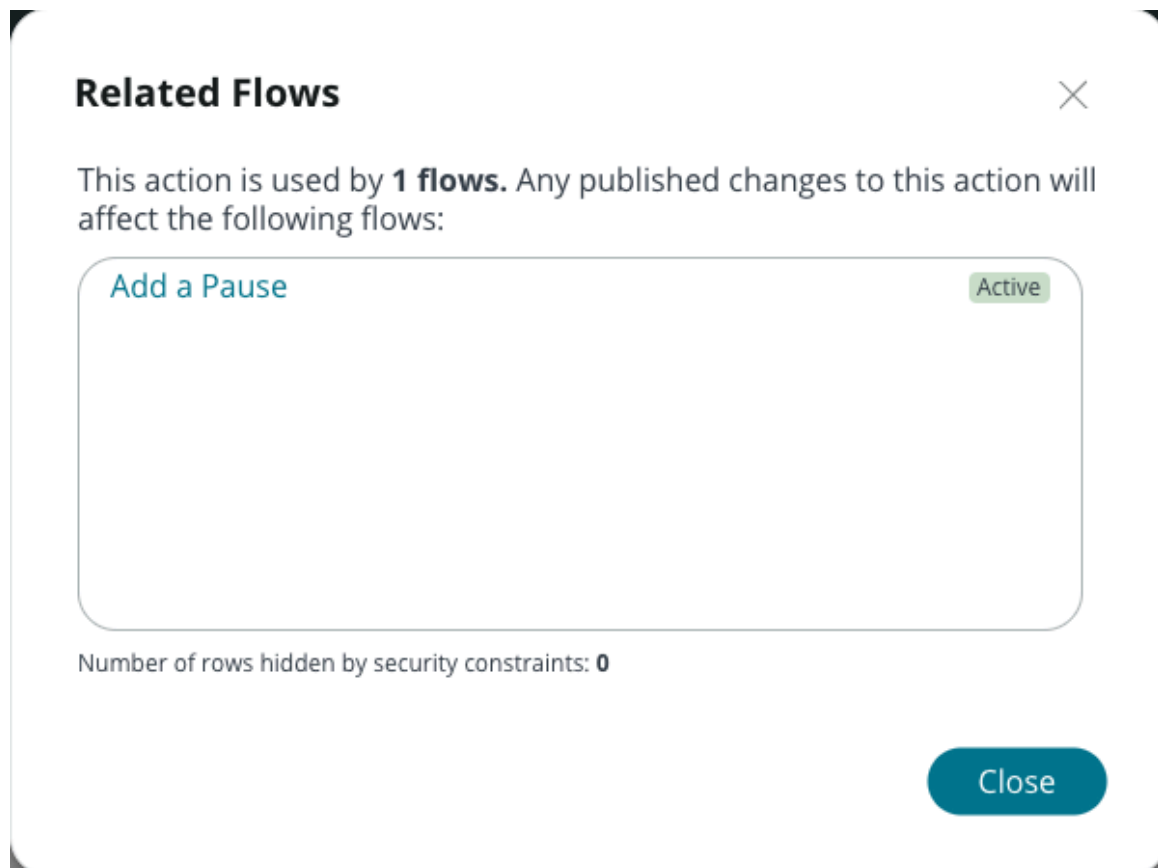 Related Flows
This action is used by 1 flows. Any published changes to this action will
affect the following flows:
Add a Pause Active
Number of rows hidden by security constraints: 0
Close